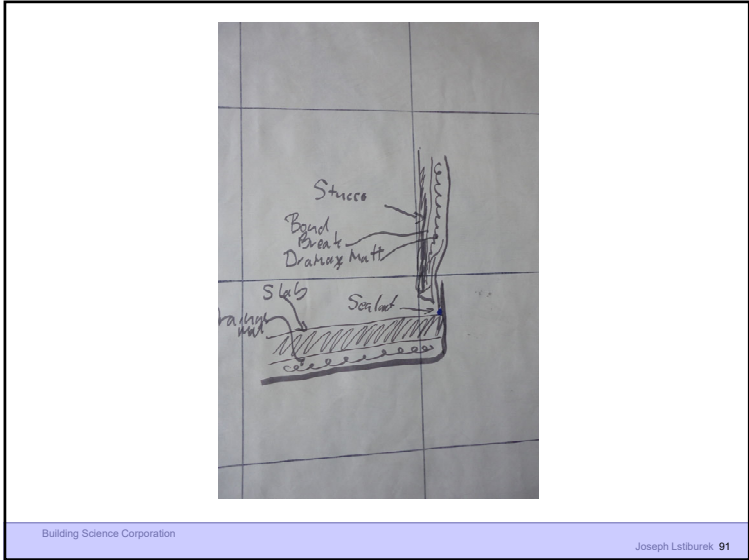 Stucco
Bond
Break
Drainage Matt
Slab
Sealant
Building Science Corporation
Joseph Lstiburek 91